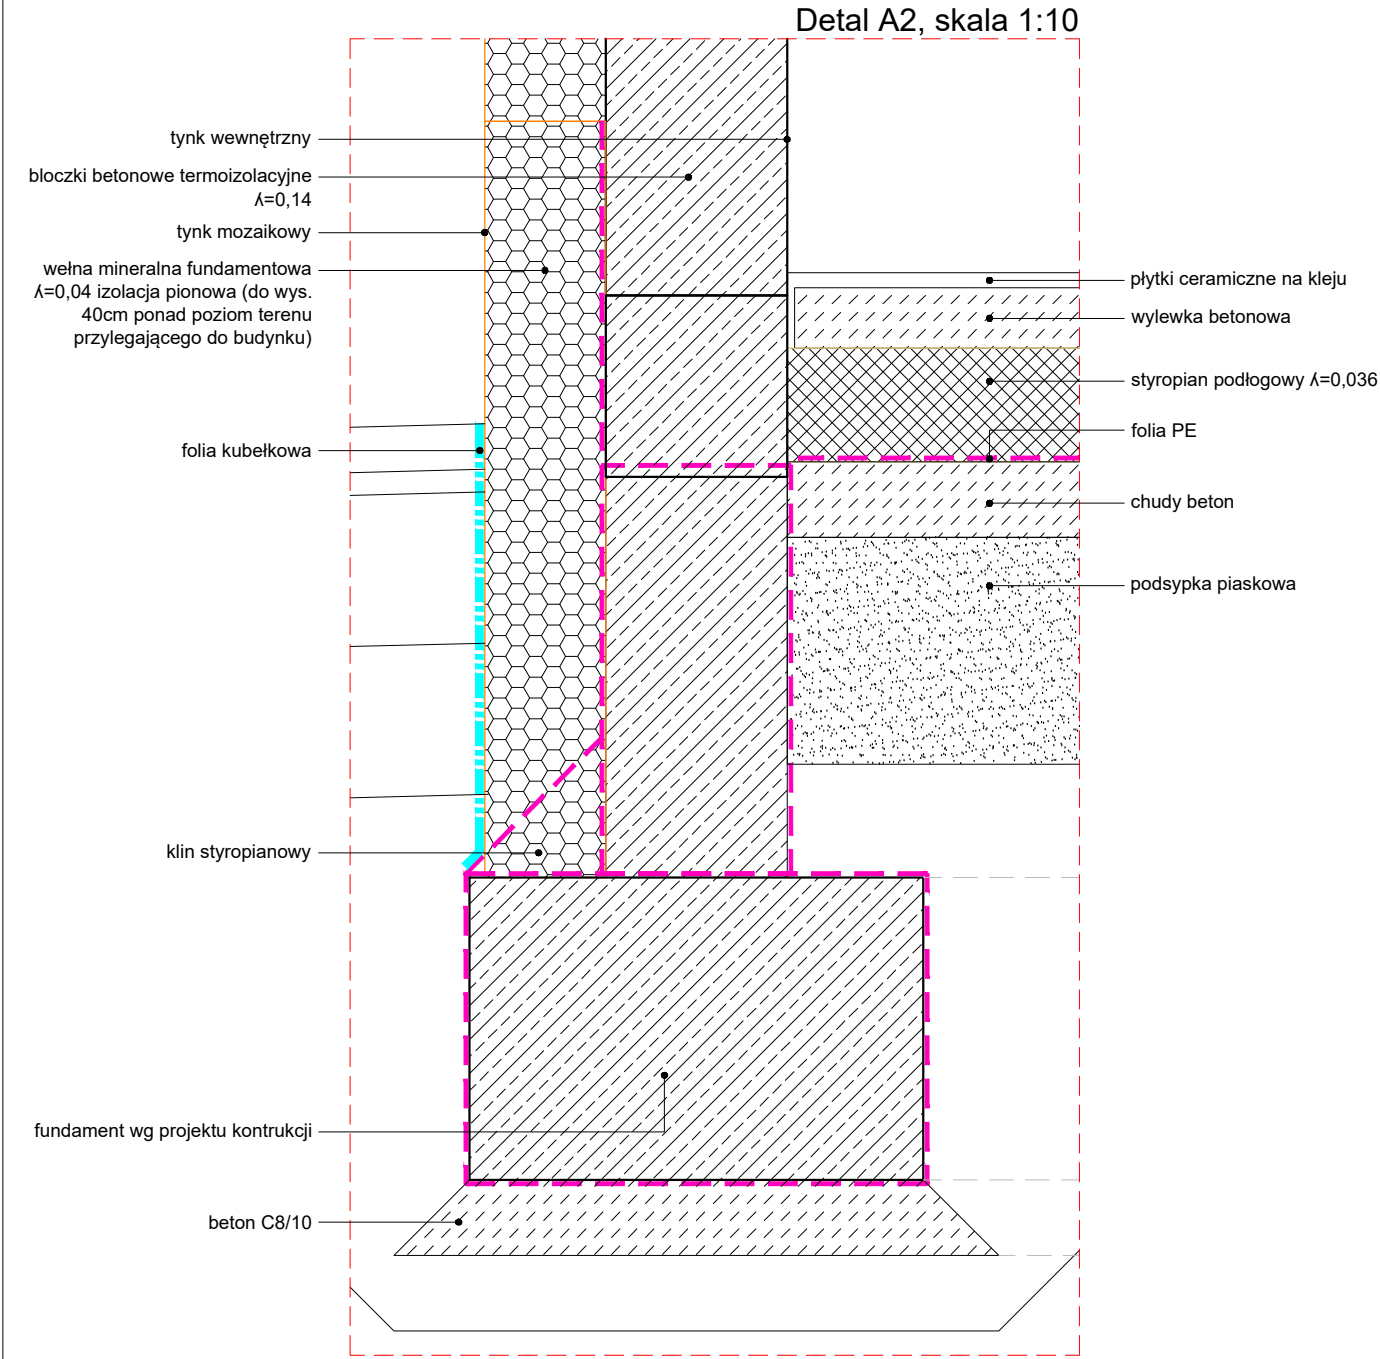 Detal A2, skala 1:10
tynk wewnętrzny
bloczki betonowe termoizolacyjne
ʎ=0,14
tynk mozaikowy
wełna mineralna fundamentowa
ʎ=0,04 izolacja pionowa (do wys.
40cm ponad poziom terenu
przylegającego do budynku)
folia kubełkowa
klin styropianowy
fundament wg projektu kontrukcji
beton C8/10
płytki ceramiczne na kleju
wylewka betonowa
styropian podłogowy ʎ=0,036
folia PE
chudy beton
podsypka piaskowa